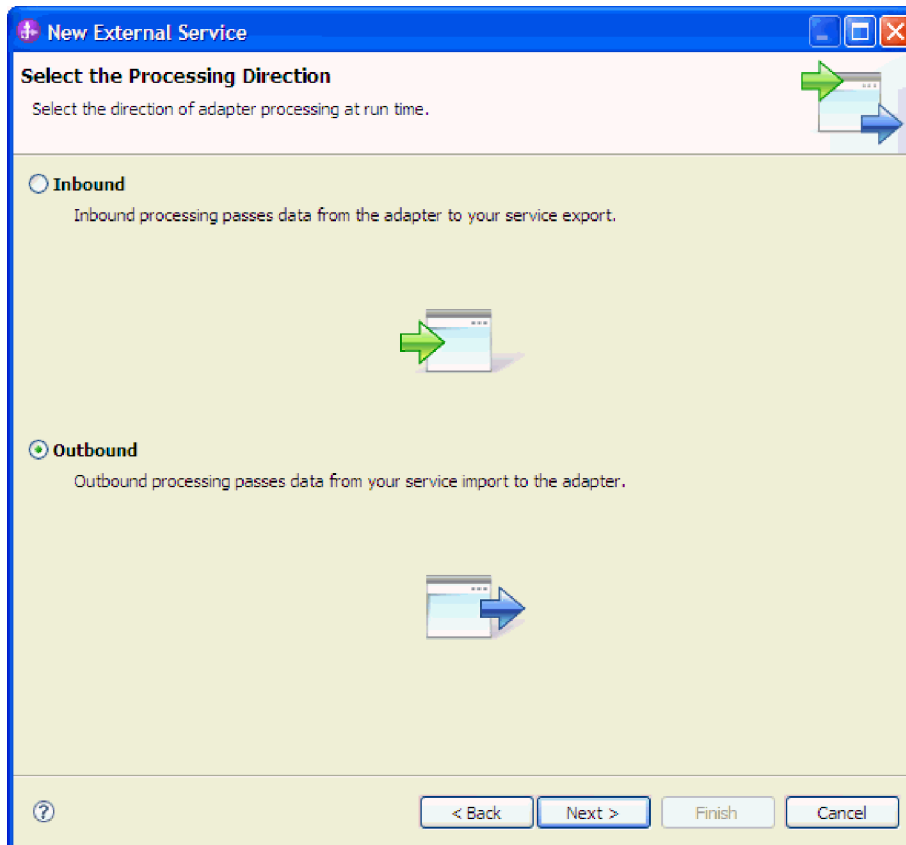 New External Service
Select the Processing Direction
Select the direction of adapter processing at run time.
Inbound
Inbound processing passes data from the adapter to your service export.
Outbound
Outbound processing passes data from your service import to the adapter.
< Back
Next >
Finish
Cancel